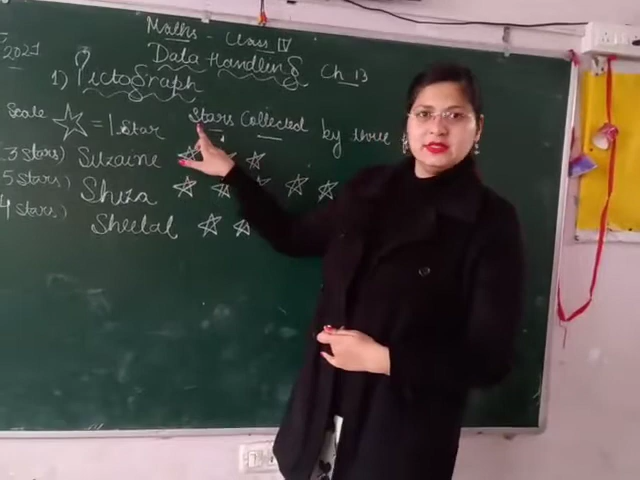 2021
Maths - Class IV
Data Handling Ch 13
1) Pictograph
Scale ☆ = 1 Star Stars Collected by three
3 stars) Suzaine
5 stars) Shiza
4 stars) Sheetal